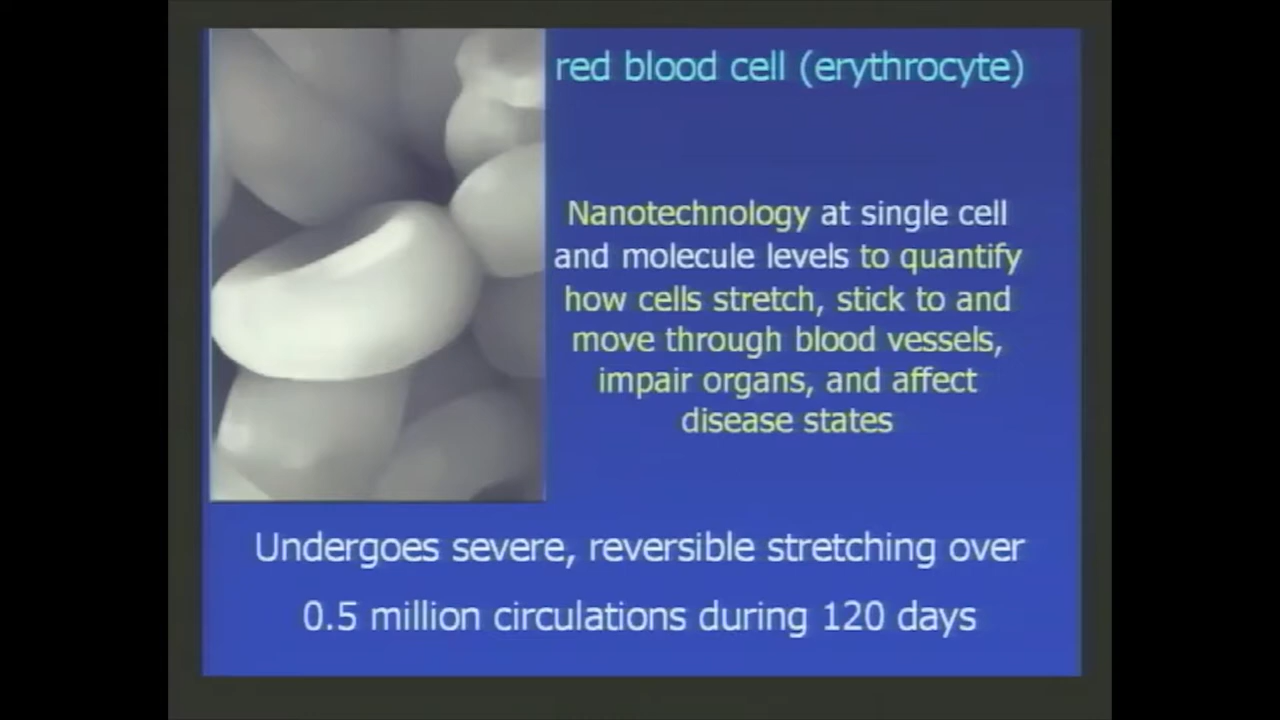 red blood cell (erythrocyte)
Nanotechnology at single cell
and molecule levels to quantify
how cells stretch, stick to and
move through blood vessels,
impair organs, and affect
disease states
Undergoes severe, reversible stretching over
0.5 million circulations during 120 days